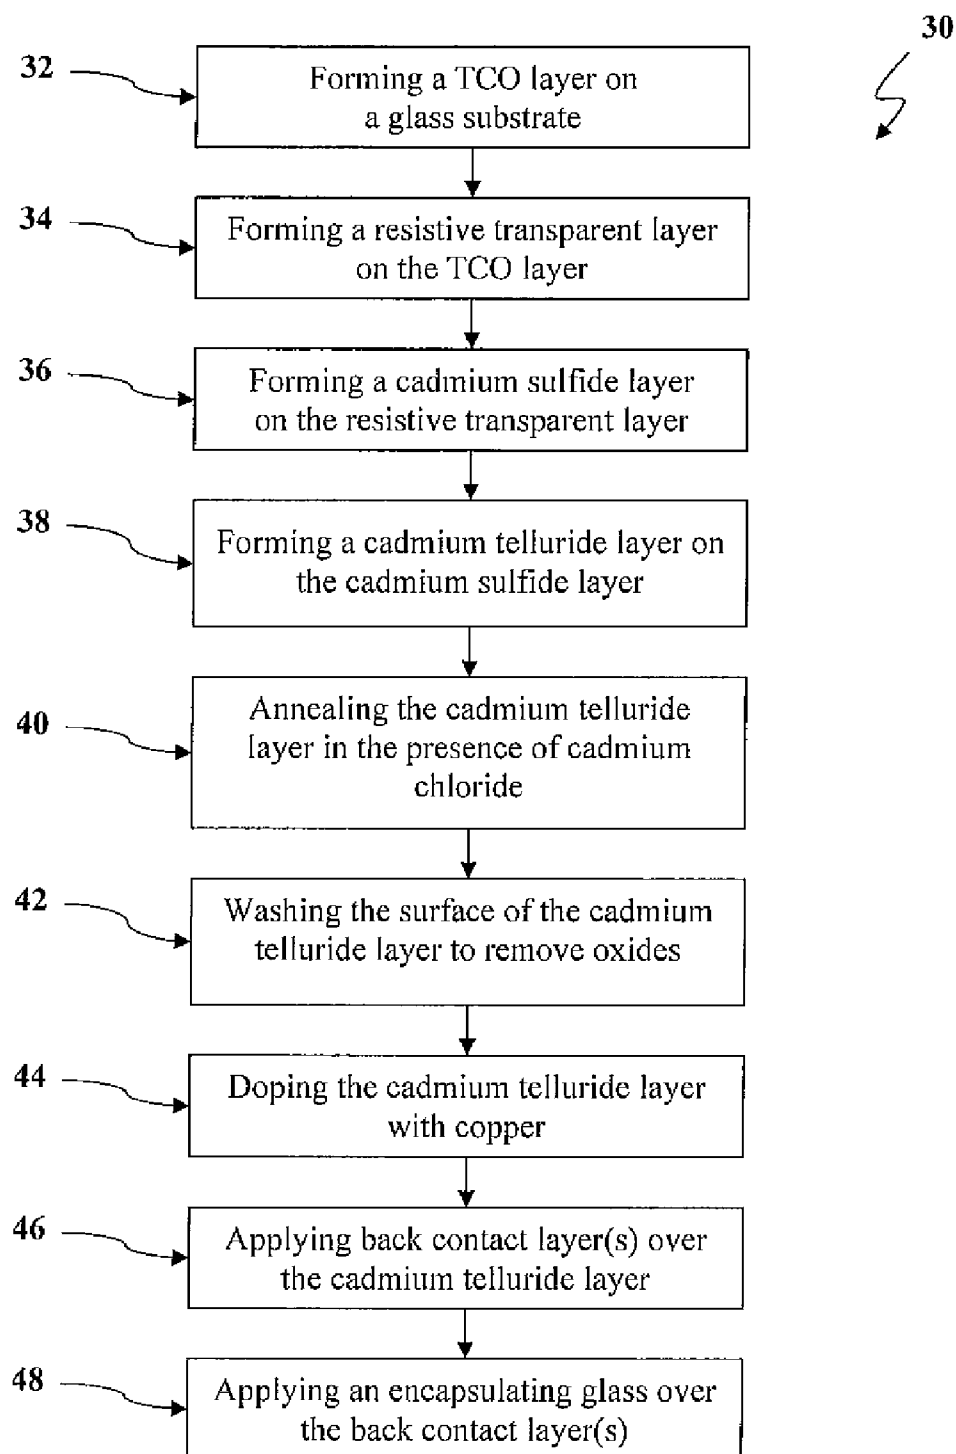 30
32
Forming a TCO layer on
a glass substrate
34
Forming a resistive transparent layer
on the TCO layer
36
Forming a cadmium sulfide layer
on the resistive transparent layer
38
Forming a cadmium telluride layer on
the cadmium sulfide layer
40
Annealing the cadmium telluride
layer in the presence of cadmium
chloride
42
Washing the surface of the cadmium
telluride layer to remove oxides
44
Doping the cadmium telluride layer
with copper
46
Applying back contact layer(s) over
the cadmium telluride layer
48
Applying an encapsulating glass over
the back contact layer(s)